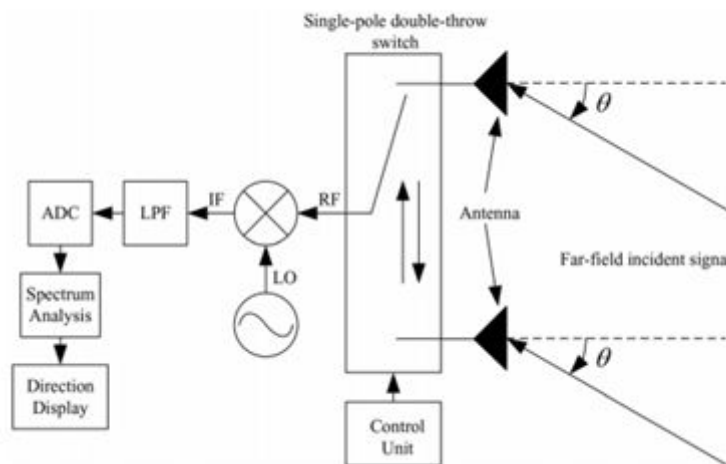 Single-pole double-throw
switch
θ
ADC
LPF
IF
RF
Antenna
LO
Far-field incident signa
Spectrum
Analysis
θ
Direction
Display
Control
Unit